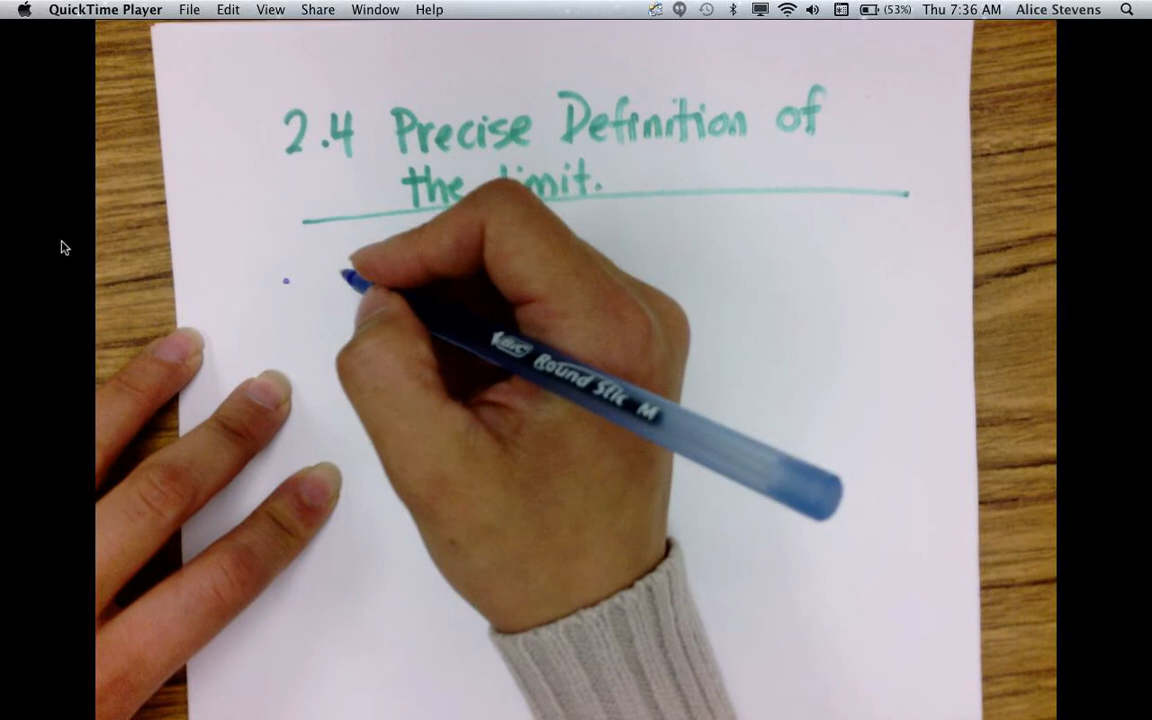 QuickTime Player File Edit View Share Window Help (53%) Thu 7:36 AM Alice Stevens
2.4 Precise Definition of
the limit.
BIC Round Stic M